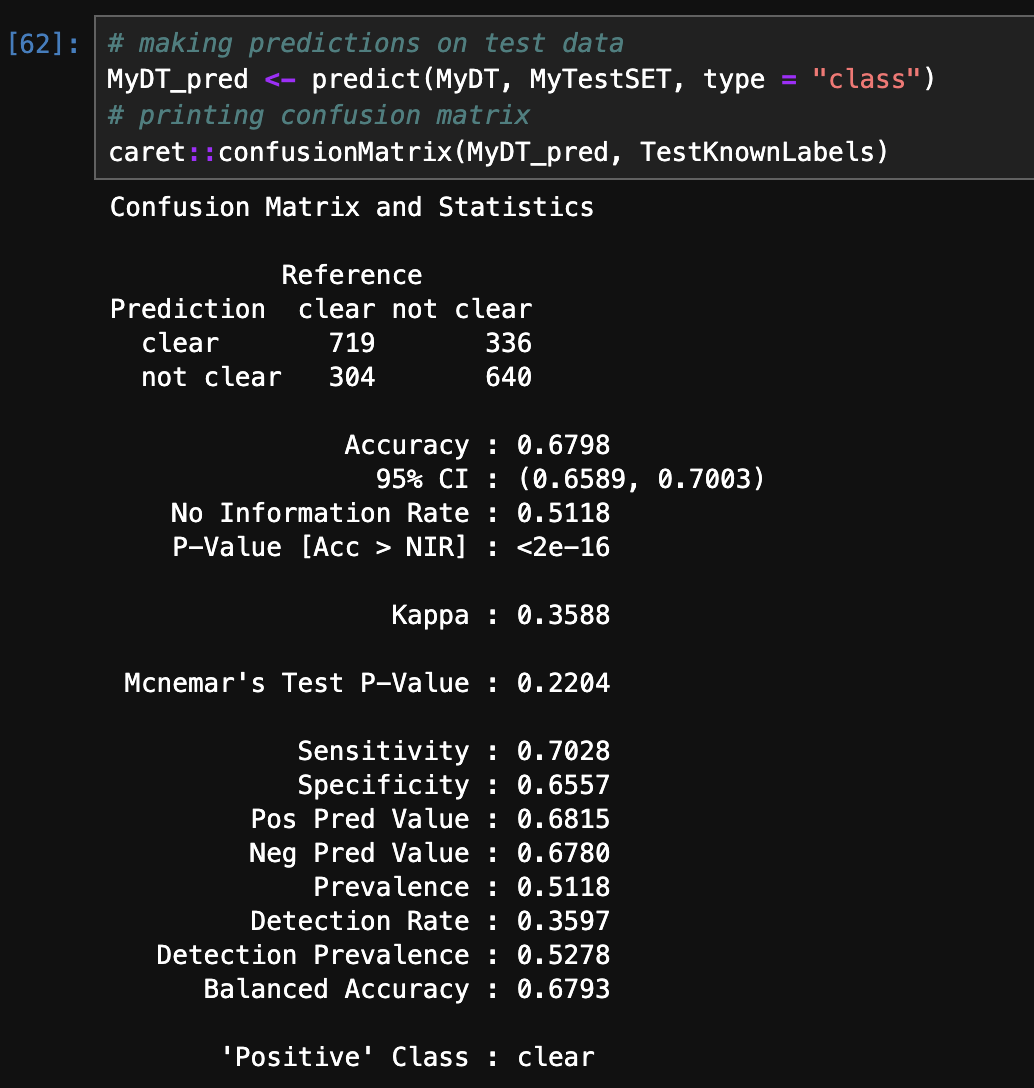 [62]:
# making predictions on test data
MyDT_pred <- predict(MyDT, MyTestSET, type = "class")
# printing confusion matrix
caret::confusionMatrix(MyDT_pred, TestKnownLabels)
Confusion Matrix and Statistics
Reference
Prediction clear not clear
clear 719 336
not clear 304 640
Accuracy : 0.6798
95% CI : (0.6589, 0.7003)
No Information Rate : 0.5118
P-Value [Acc > NIR] : <2e-16
Kappa : 0.3588
Mcnemar's Test P-Value : 0.2204
Sensitivity : 0.7028
Specificity : 0.6557
Pos Pred Value : 0.6815
Neg Pred Value : 0.6780
Prevalence : 0.5118
Detection Rate : 0.3597
Detection Prevalence : 0.5278
Balanced Accuracy : 0.6793
'Positive' Class : clear